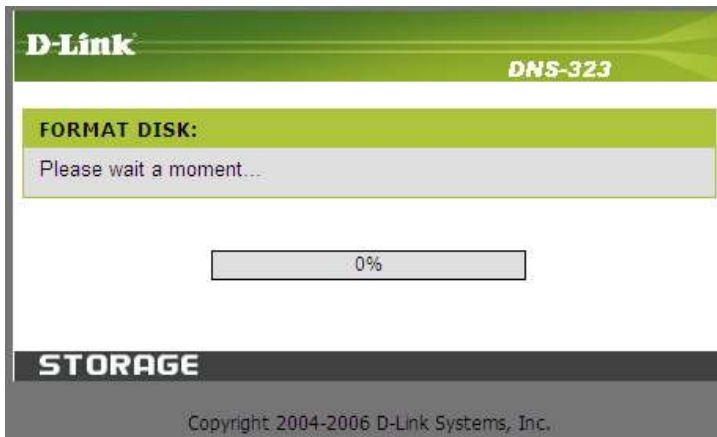 D-Link
DNS-323
FORMAT DISK:
Please wait a moment...
0%
STORAGE
Copyright 2004-2006 D-Link Systems, Inc.